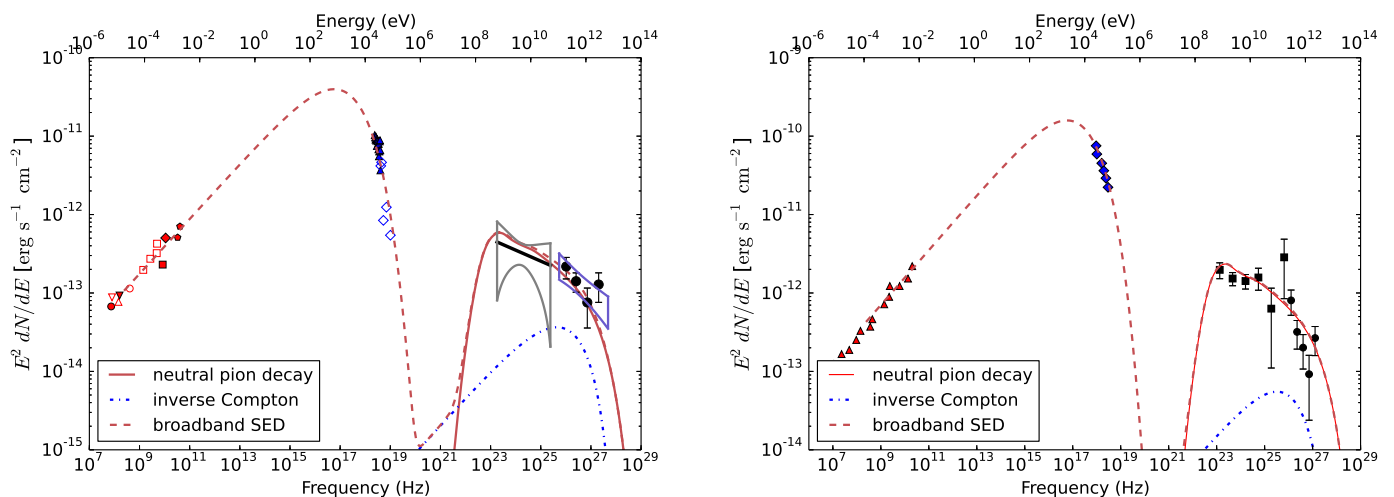 Energy (eV)
10^-6 10^-4 10^-2 10^0 10^2 10^4 10^6 10^8 10^10 10^12 10^14
10^-10
10^-11
10^-12
10^-13
10^-14
10^-15
E^2 dN/dE [erg s^-1 cm^-2]
neutral pion decay
inverse Compton
broadband SED
10^7 10^9 10^11 10^13 10^15 10^17 10^19 10^21 10^23 10^25 10^27 10^29
Frequency (Hz)
Energy (eV)
10^-6 10^-4 10^-2 10^0 10^2 10^4 10^6 10^8 10^10 10^12 10^14
10^-9
10^-10
10^-11
10^-12
10^-13
10^-14
E^2 dN/dE [erg s^-1 cm^-2]
neutral pion decay
inverse Compton
broadband SED
10^7 10^9 10^11 10^13 10^15 10^17 10^19 10^21 10^23 10^25 10^27 10^29
Frequency (Hz)